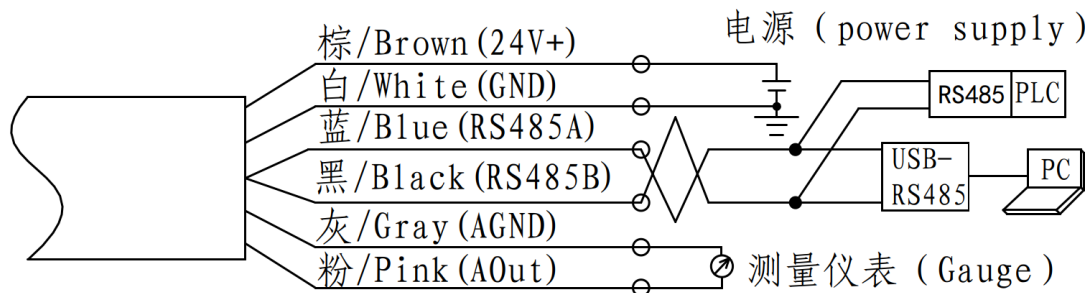 电源 (power supply)
棕/Brown(24V+)
白/White(GND)
蓝/Blue(RS485A)
黑/Black(RS485B)
灰/Gray(AGND)
粉/Pink(AOut)
RS485 PLC
USB-
RS485
PC
测量仪表 (Gauge)